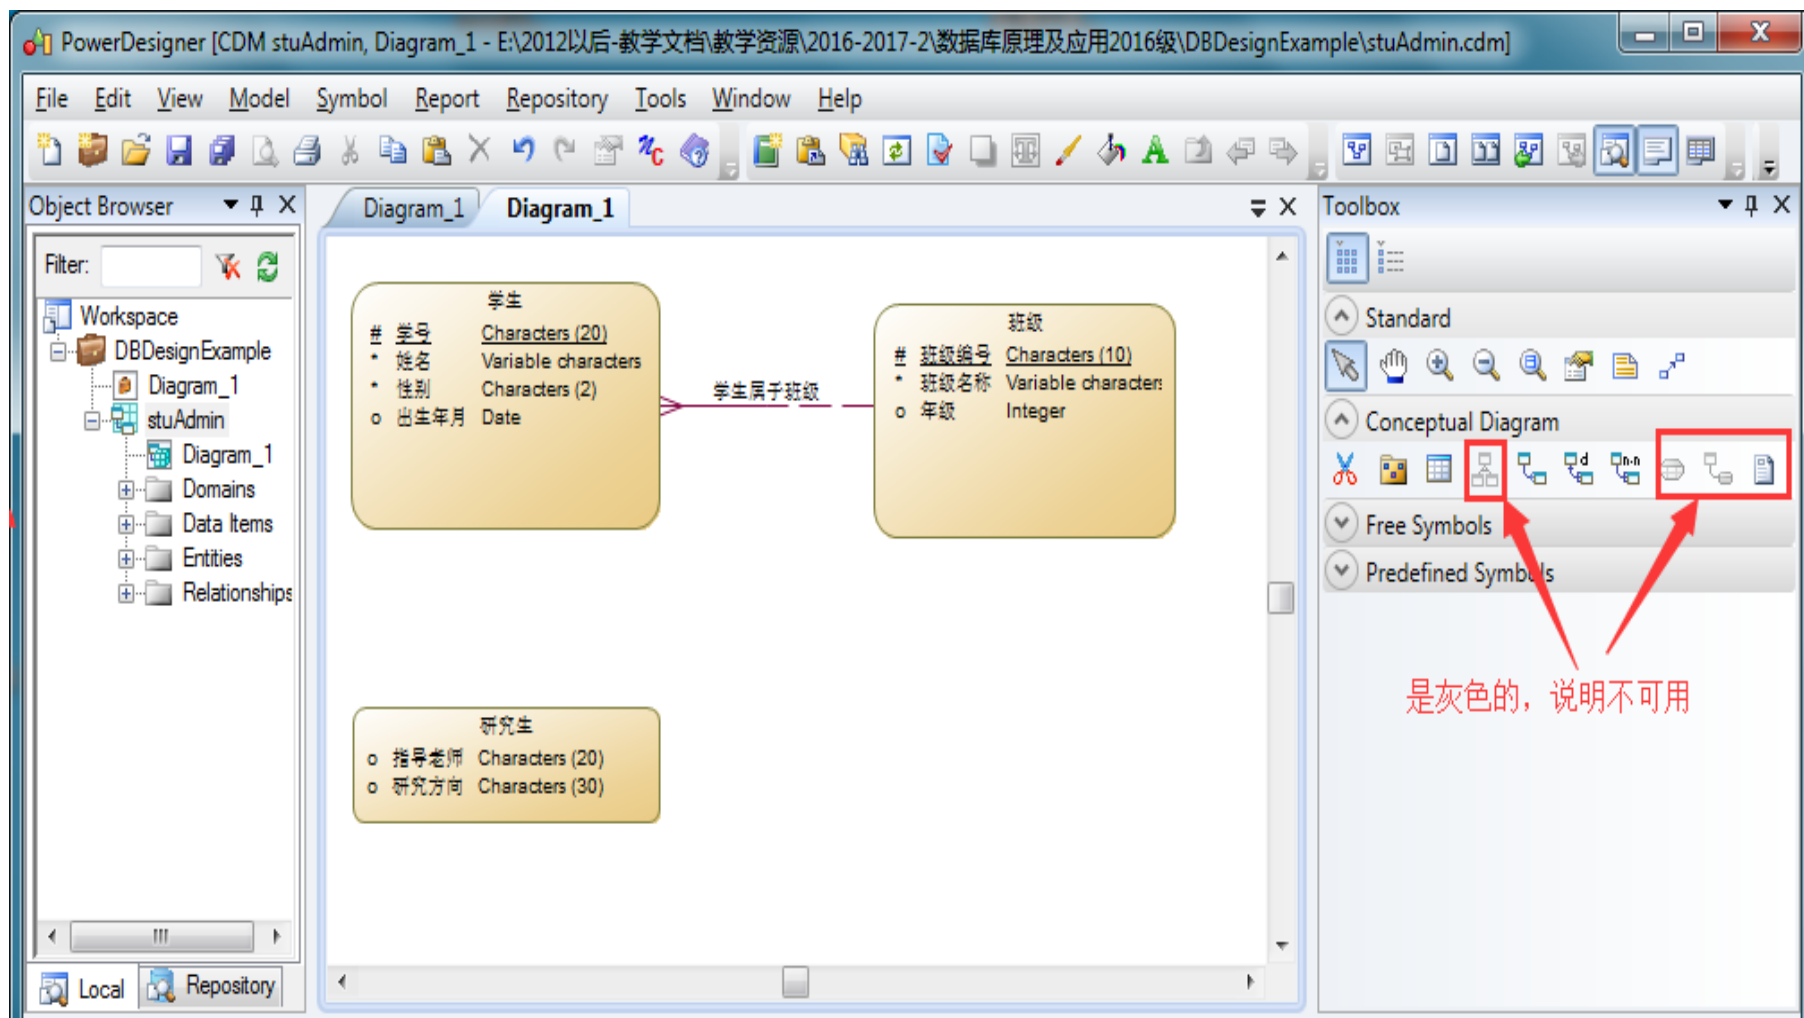 PowerDesigner [CDM stuAdmin, Diagram_1 - E:\2012以后-教学文档\教学资源\2016-2017-2\数据库原理及应用2016级\DBDesignExample\stuAdmin.cdm]
File Edit View Model Symbol Report Repository Tools Window Help
Object Browser
Filter:
Workspace
DBDesignExample
Diagram_1
stuAdmin
Diagram_1
Domains
Data Items
Entities
Relationships
Local Repository
Diagram_1 Diagram_1
学生
# 学号 Characters (20)
* 姓名 Variable characters
* 性别 Characters (2)
o 出生年月 Date
学生属于班级
班级
# 班级编号 Characters (10)
* 班级名称 Variable characters
o 年级 Integer
研究生
o 指导老师 Characters (20)
o 研究方向 Characters (30)
Toolbox
Standard
Conceptual Diagram
Free Symbols
Predefined Symbols
是灰色的，说明不可用